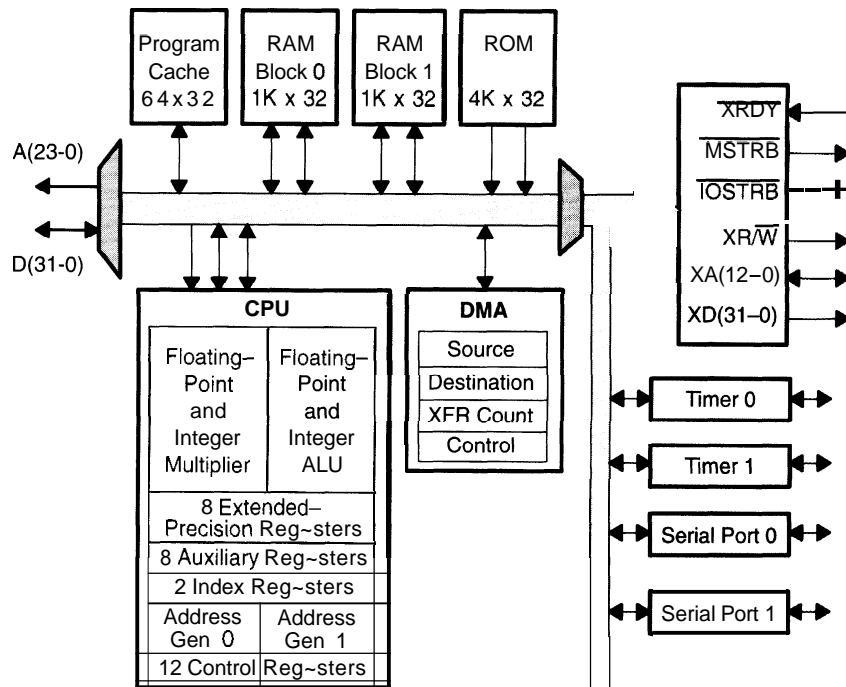 Program
Cache
64x32
RAM
Block 0
1K x 32
RAM
Block 1
1K x 32
ROM
4K x 32
A(23-0)
D(31-0)
XRDY
MSTRB
IOSTRB
XR/W
XA(12–0)
XD(31–0)
CPU
Floating–
Point
and
Integer
Multiplier
Floating–
Point
and
Integer
ALU
8 Extended–
Precision Reg~sters
8 Auxiliary Reg~sters
2 Index Reg~sters
Address
Gen 0
Address
Gen 1
12 Control Reg~sters
DMA
Source
Destination
XFR Count
Control
Timer 0
Timer 1
Serial Port 0
Serial Port 1